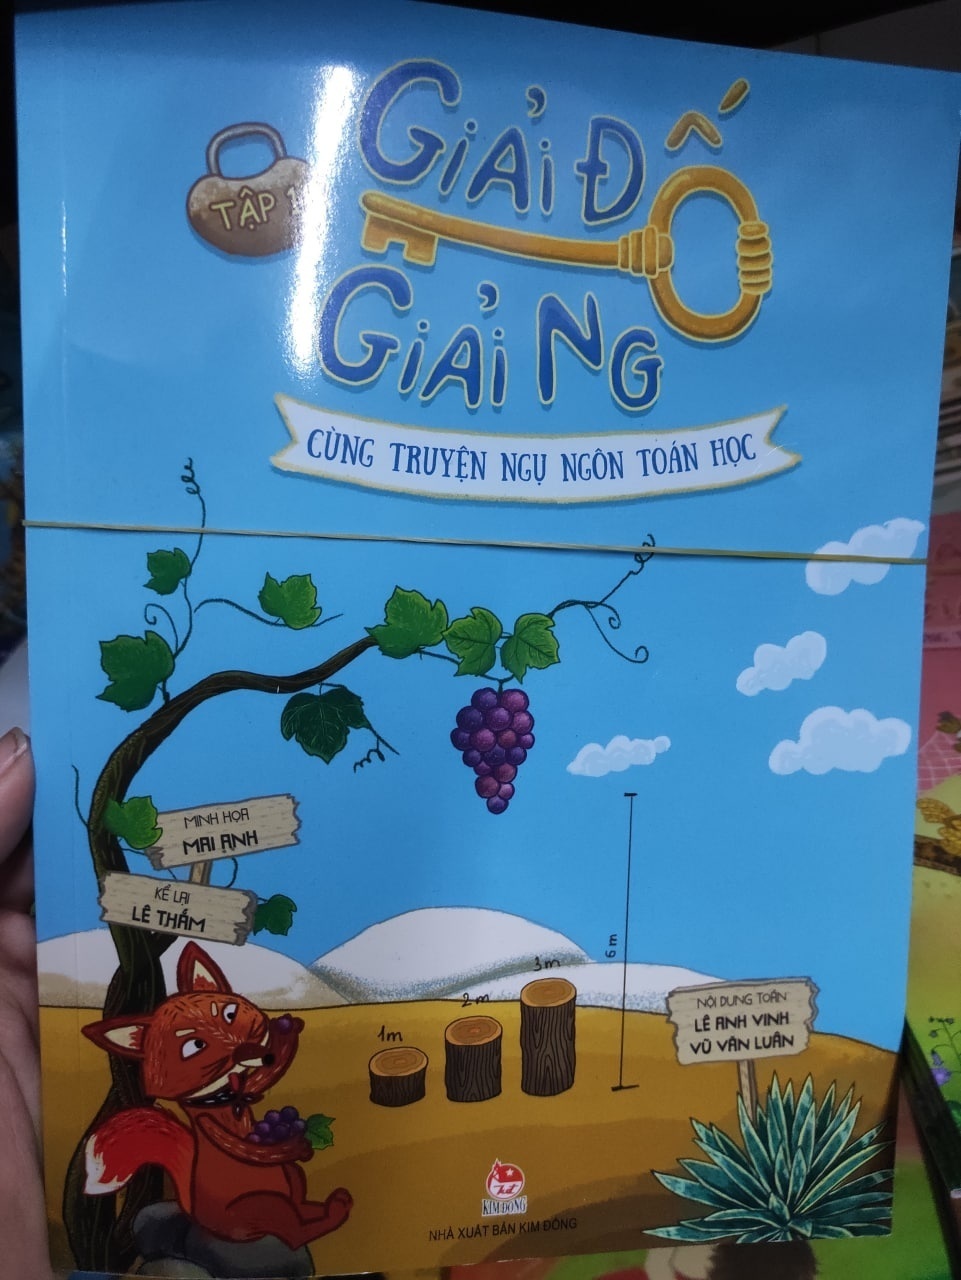 TẬP 1
GIẢI ĐỐ
GIẢI NG
CÙNG TRUYỆN NGỤ NGÔN TOÁN HỌC
MINH HỌA
MAI ANH
KỂ LẠI
LÊ THẮM
1m
2m
3m
6m
NỘI DUNG TOÁN
LÊ ANH VINH
VŨ VĂN LUÂN
KIM ĐỒNG
NHÀ XUẤT BẢN KIM ĐỒNG